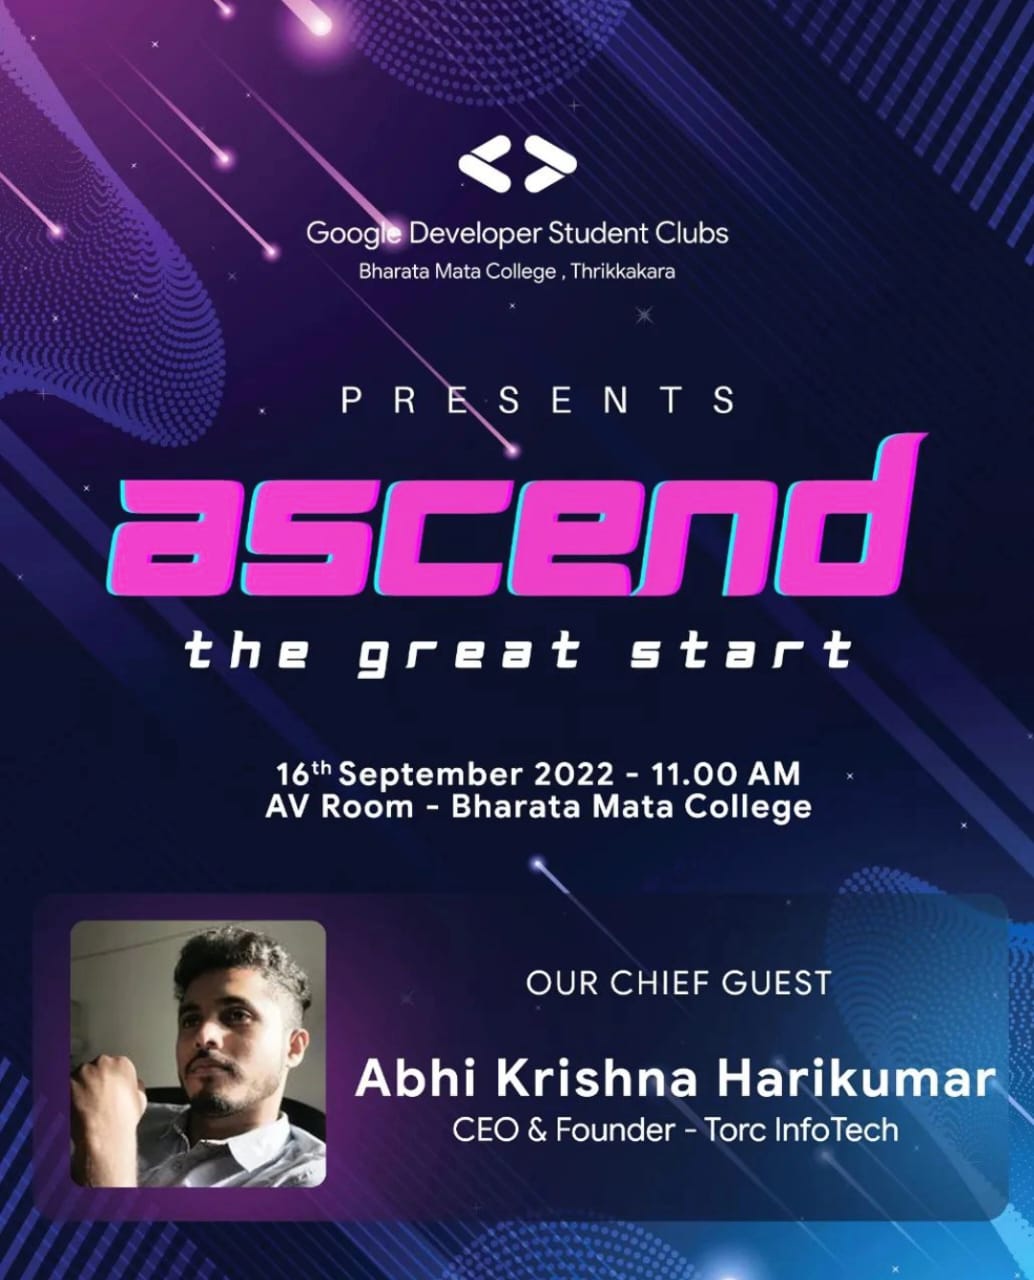 Google Developer Student Clubs
Bharata Mata College , Thrikkakara
PRESENTS
ascend
the great start
16th September 2022 - 11.00 AM
AV Room - Bharata Mata College
OUR CHIEF GUEST
Abhi Krishna Harikumar
CEO & Founder - Torc InfoTech